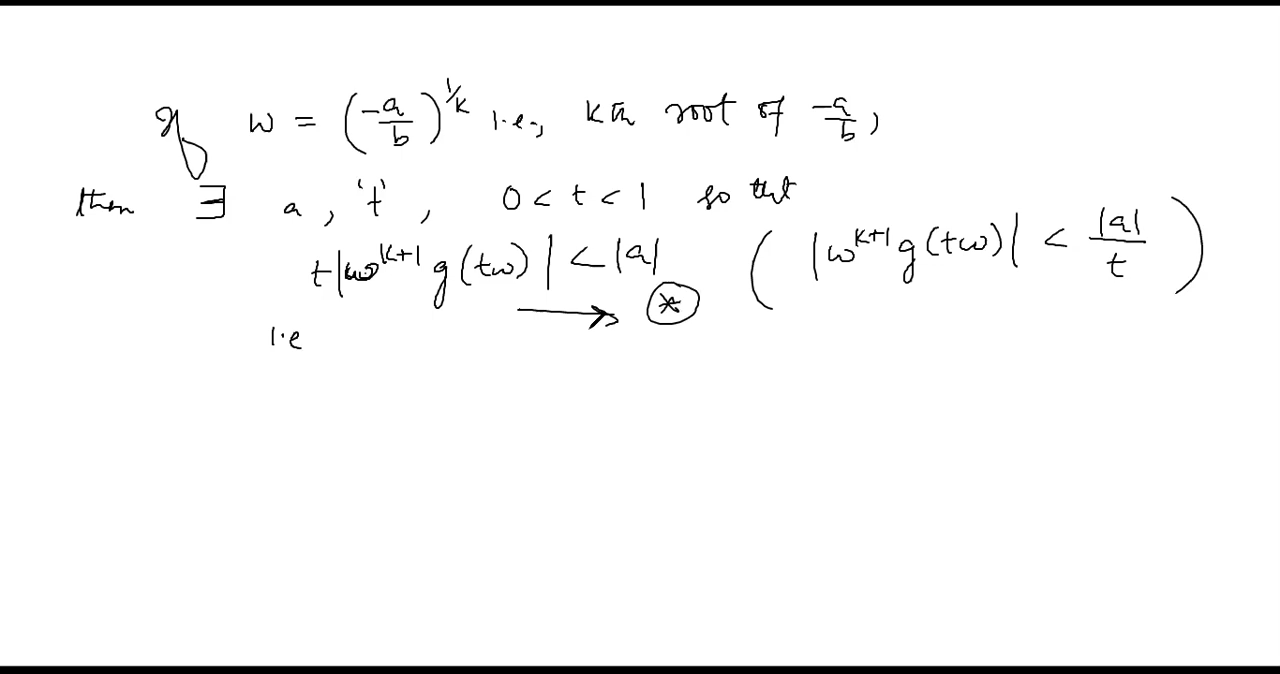 If w = (-a/b)^{1/k} i.e., kth root of -a/b,
then ∃ a, 't', 0 < t < 1 so that
t|w^{k+1} g(tw)| < |a| ( |w^{k+1} g(tw)| < |a|/t )
⟶ ⊛
i.e